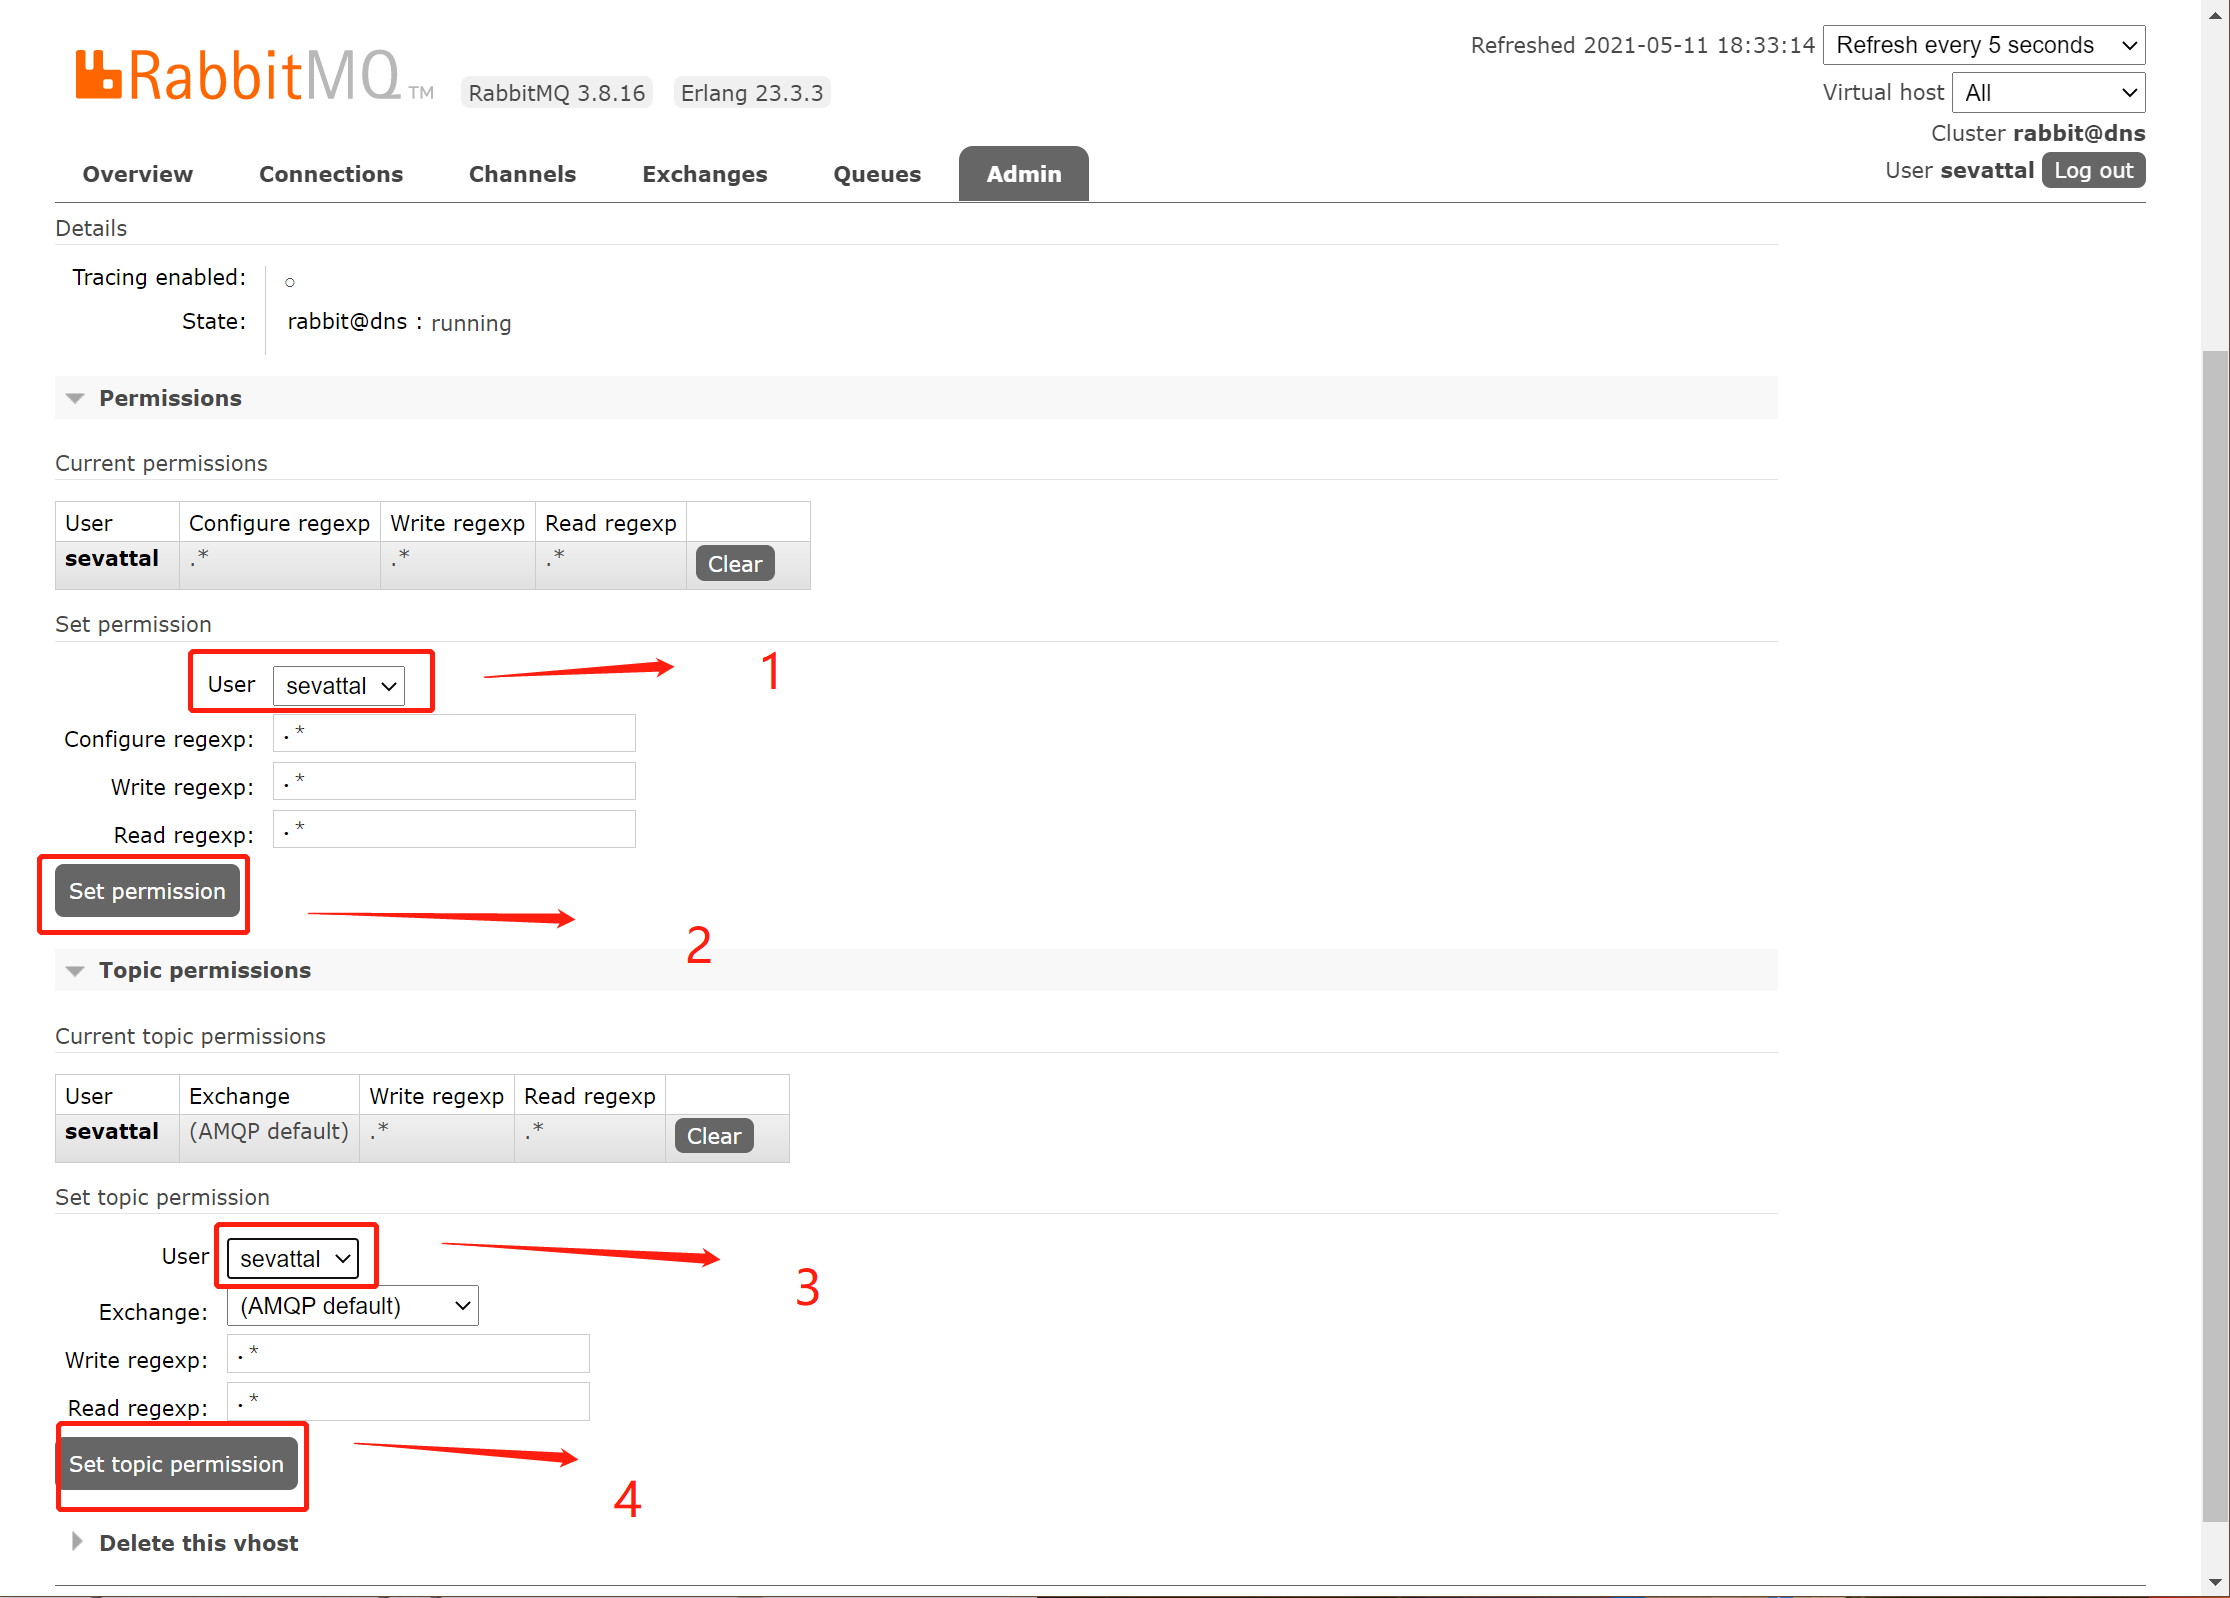 Refreshed 2021-05-11 18:33:14 Refresh every 5 seconds
RabbitMQ TM RabbitMQ 3.8.16 Erlang 23.3.3
Virtual host All
Cluster rabbit@dns
User sevattal Log out
Overview Connections Channels Exchanges Queues Admin
Details
Tracing enabled: ○
State: rabbit@dns : running
Permissions
Current permissions
User Configure regexp Write regexp Read regexp
sevattal .* .* .* Clear
Set permission
User sevattal 1
Configure regexp: .*
Write regexp: .*
Read regexp: .*
Set permission
2
Topic permissions
Current topic permissions
User Exchange Write regexp Read regexp
sevattal (AMQP default) .* .* Clear
Set topic permission
User sevattal
3
Exchange: (AMQP default)
Write regexp: .*
Read regexp: .*
Set topic permission
4
Delete this vhost